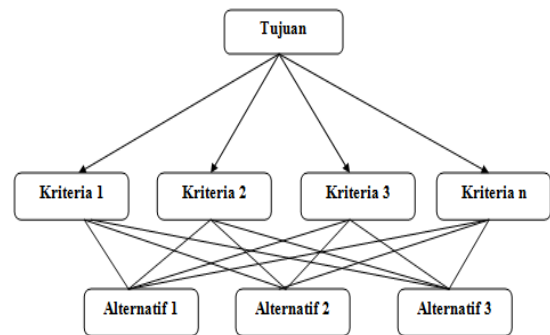 Tujuan
Kriteria 1
Kriteria 2
Kriteria 3
Kriteria n
Alternatif 1
Alternatif 2
Alternatif 3